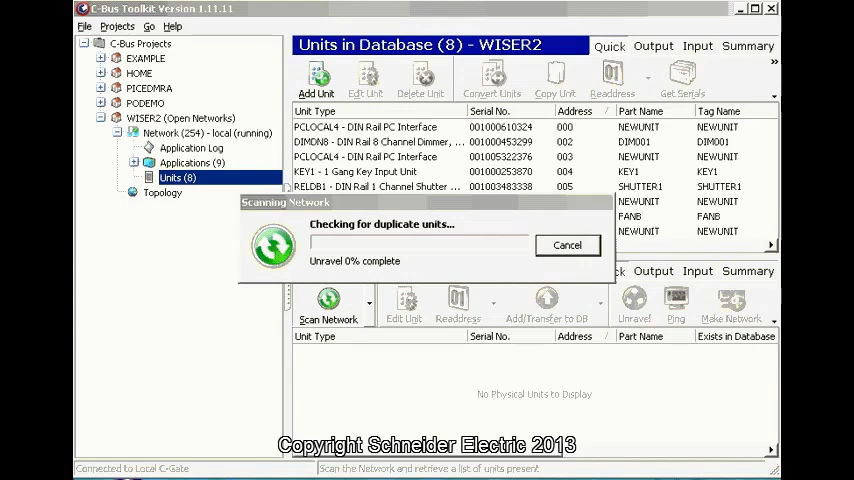 C-Bus Toolkit Version 1.11.11
File Projects Go Help
C-Bus Projects
EXAMPLE
HOME
PICEDMRA
PODEMO
WISER2 (Open Networks)
Network (254) - local (running)
Application Log
Applications (9)
Units (8)
Topology
Units in Database (8) - WISER2
Quick Output Input Summary
Add Unit Edit Unit Delete Unit Convert Units Copy Unit Readdress Get Serials
Unit Type Serial No. Address / Part Name Tag Name
PCLOCAL4 - DIN Rail PC Interface 001000610324 000 NEWUNIT NEWUNIT
DIMDN8 - DIN Rail 8 Channel Dimmer, ... 001000453299 002 DIM001 DIM001
PCLOCAL4 - DIN Rail PC Interface 001005322376 003 NEWUNIT NEWUNIT
KEY1 - 1 Gang Key Input Unit 001000253870 004 KEY1 KEY1
RELDB1 - DIN Rail 1 Channel Shutter ... 001003483338 005 SHUTTER1 SHUTTER1
NEWUNIT NEWUNIT
FANB FANB
NEWUNIT NEWUNIT
Scanning Network
Checking for duplicate units...
Cancel
Unravel 0% complete
Output Input Summary
Scan Network Edit Unit Readdress Add/Transfer to DB Unravel Ping Make Network
Unit Type Serial No. Address / Part Name Exists in Database
No Physical Units to Display
Copyright Schneider Electric 2013
Connected to Local C-Gate
Scan the Network and retrieve a list of units present